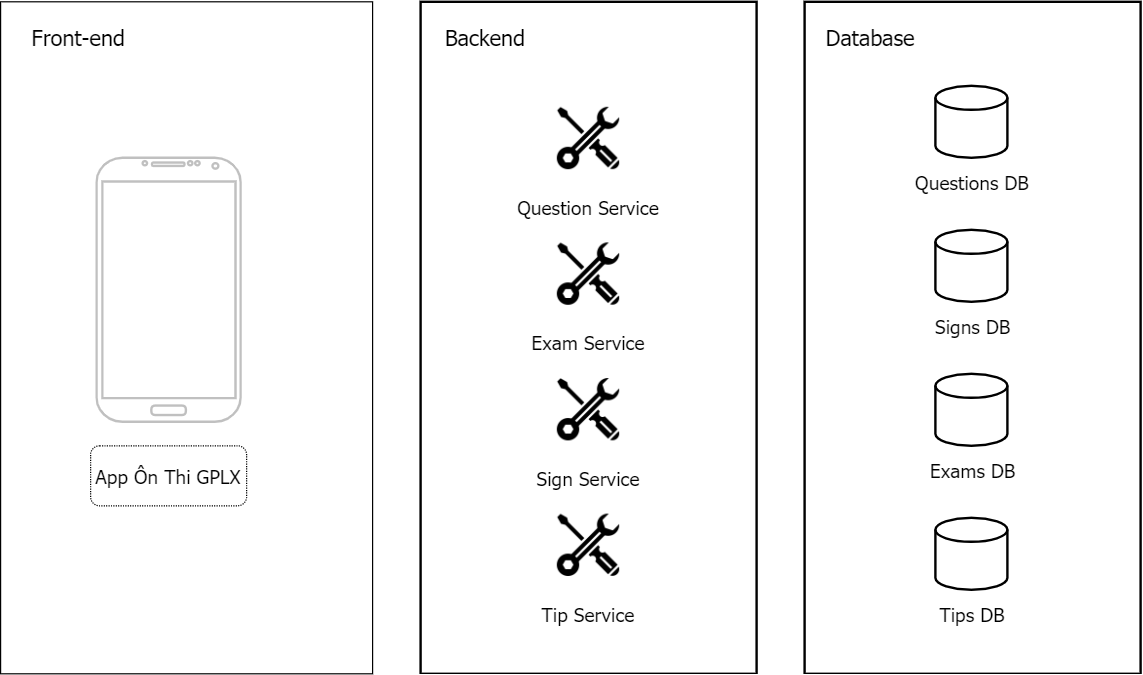 Front-end
App Ôn Thi GPLX
Backend
Question Service
Exam Service
Sign Service
Tip Service
Database
Questions DB
Signs DB
Exams DB
Tips DB